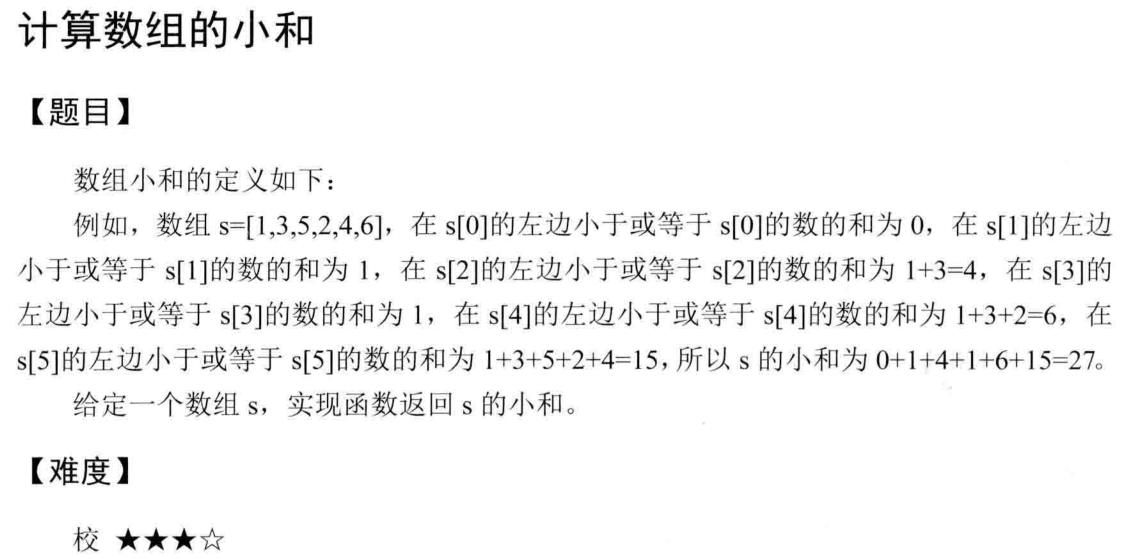 计算数组的小和
【题目】
数组小和的定义如下：
例如，数组 s=[1,3,5,2,4,6]，在 s[0]的左边小于或等于 s[0]的数的和为 0，在 s[1]的左边
小于或等于 s[1]的数的和为 1，在 s[2]的左边小于或等于 s[2]的数的和为 1+3=4，在 s[3]的
左边小于或等于 s[3]的数的和为 1，在 s[4]的左边小于或等于 s[4]的数的和为 1+3+2=6，在
s[5]的左边小于或等于 s[5]的数的和为 1+3+5+2+4=15，所以 s 的小和为 0+1+4+1+6+15=27。
给定一个数组 s，实现函数返回 s 的小和。
【难度】
校 ★★★☆